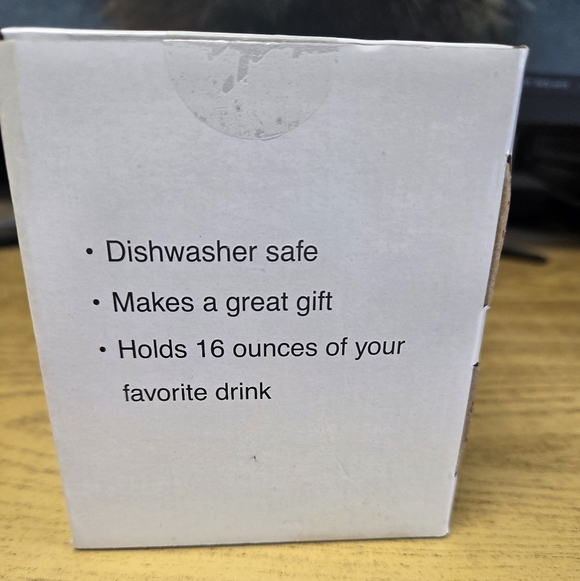 • Dishwasher safe
• Makes a great gift
• Holds 16 ounces of your
favorite drink